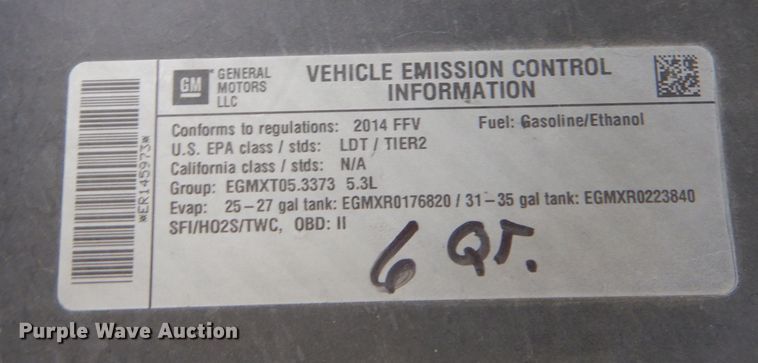 GM GENERAL MOTORS LLC
VEHICLE EMISSION CONTROL
INFORMATION
Conforms to regulations: 2014 FFV Fuel: Gasoline/Ethanol
U.S. EPA class / stds: LDT / TIER2
California class / stds: N/A
Group: EGMXT05.3373 5.3L
Evap: 25-27 gal tank: EGMXR0176820 / 31-35 gal tank: EGMXR0223840
SFI/HO2S/TWC, OBD: II
*ER145973*
6 QT.
Purple Wave Auction